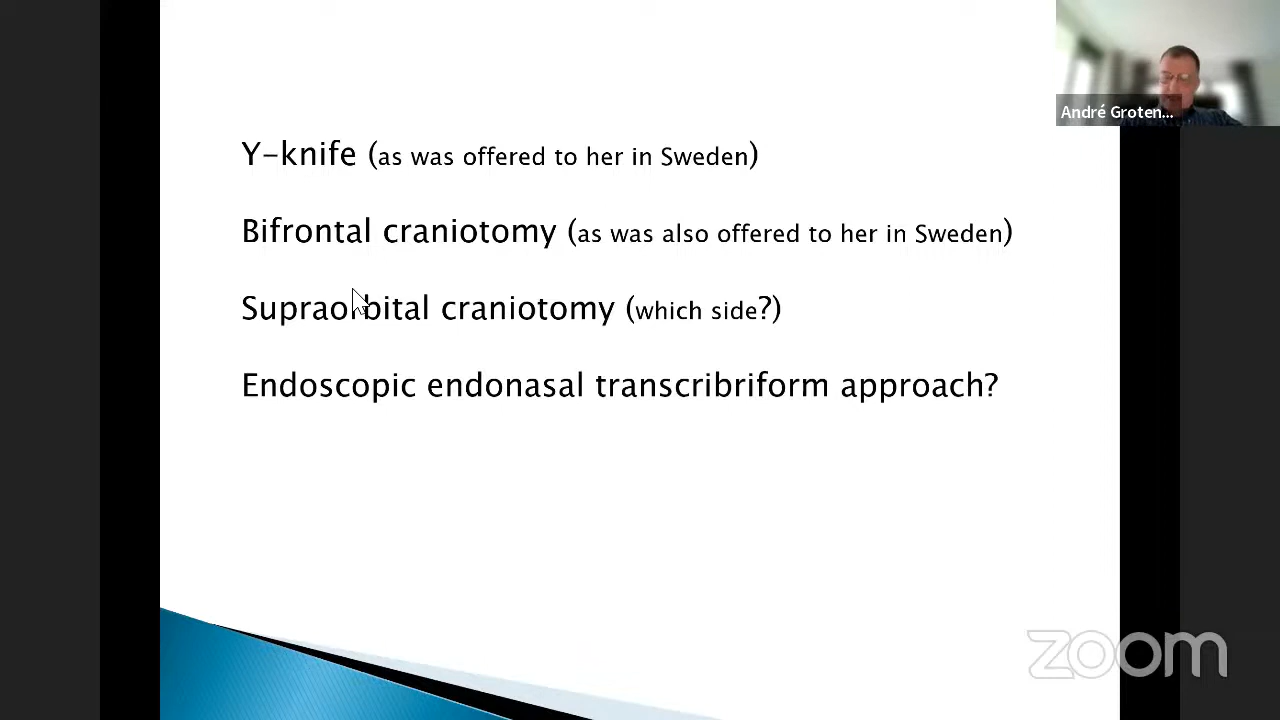 André Groten...
Y-knife (as was offered to her in Sweden)
Bifrontal craniotomy (as was also offered to her in Sweden)
Supraorbital craniotomy (which side?)
Endoscopic endonasal transcribriform approach?
zoom